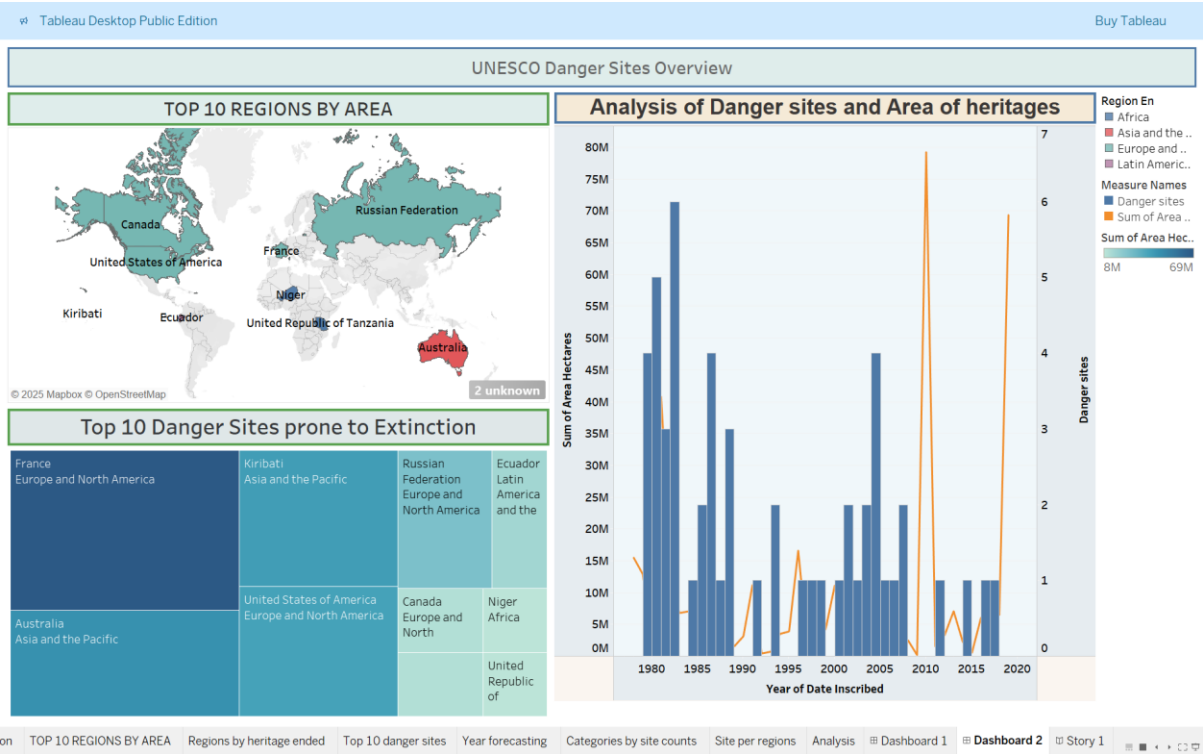 Tableau Desktop Public Edition
Buy Tableau
UNESCO Danger Sites Overview
TOP 10 REGIONS BY AREA
Canada
Russian Federation
France
United States of America
Niger
Kiribati
Ecuador
United Republic of Tanzania
Australia
© 2025 Mapbox © OpenStreetMap
2 unknown
Top 10 Danger Sites prone to Extinction
France
Europe and North America
Australia
Asia and the Pacific
Kiribati
Asia and the Pacific
United States of America
Europe and North America
Russian
Federation
Europe and
North America
Ecuador
Latin
America
and the
Canada
Europe and
North
Niger
Africa
United
Republic
of
Analysis of Danger sites and Area of heritages
Sum of Area Hectares
80M
75M
70M
65M
60M
55M
50M
45M
40M
35M
30M
25M
20M
15M
10M
5M
0M
7
6
5
4
3
2
1
0
Danger sites
1980 1985 1990 1995 2000 2005 2010 2015 2020
Year of Date Inscribed
Region En
Africa
Asia and the ..
Europe and ..
Latin Americ..
Measure Names
Danger sites
Sum of Area ..
Sum of Area Hec..
8M 69M
on TOP 10 REGIONS BY AREA Regions by heritage ended Top 10 danger sites Year forecasting Categories by site counts Site per regions Analysis Dashboard 1 Dashboard 2 Story 1